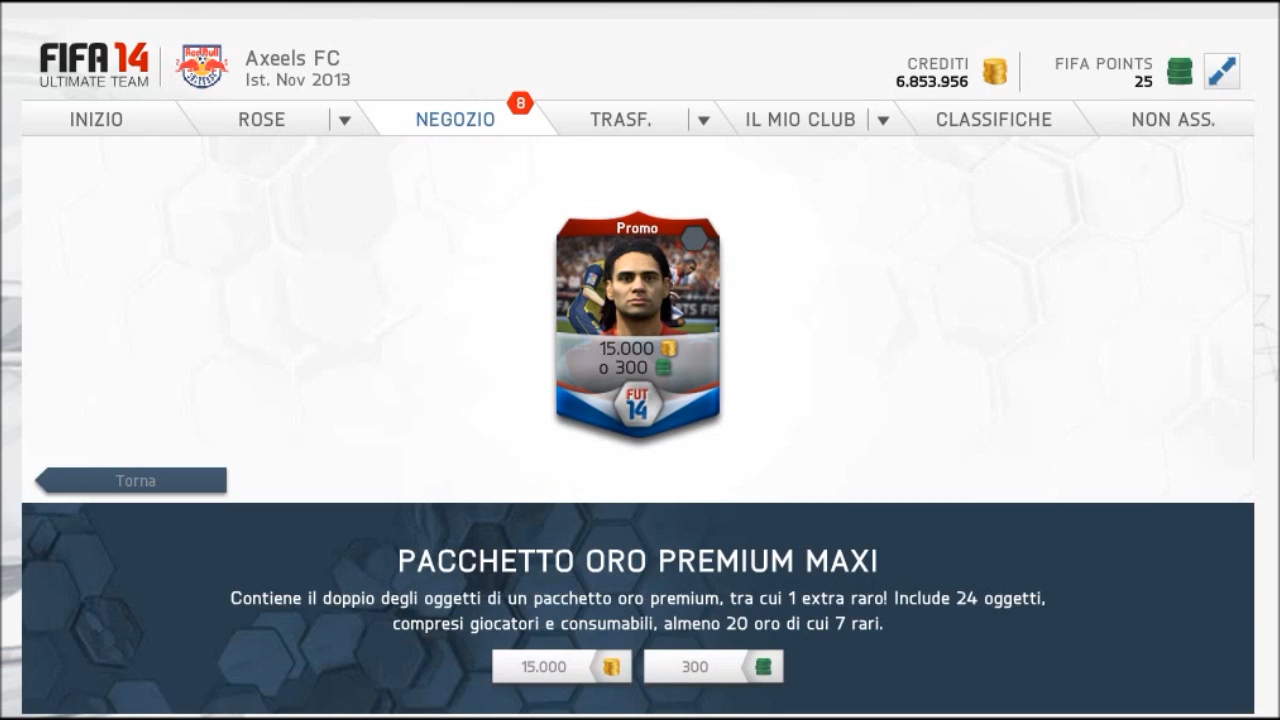 FIFA 14
ULTIMATE TEAM
RedBull
Axeels FC
1st. Nov 2013
CREDITI
6.853.956
FIFA POINTS
25
INIZIO
ROSE
NEGOZIO
8
TRASF.
IL MIO CLUB
CLASSIFICHE
NON ASS.
Promo
15.000
o 300
FUT
14
Torna
PACCHETTO ORO PREMIUM MAXI
Contiene il doppio degli oggetti di un pacchetto oro premium, tra cui 1 extra raro! Include 24 oggetti,
compresi giocatori e consumabili, almeno 20 oro di cui 7 rari.
15.000
300